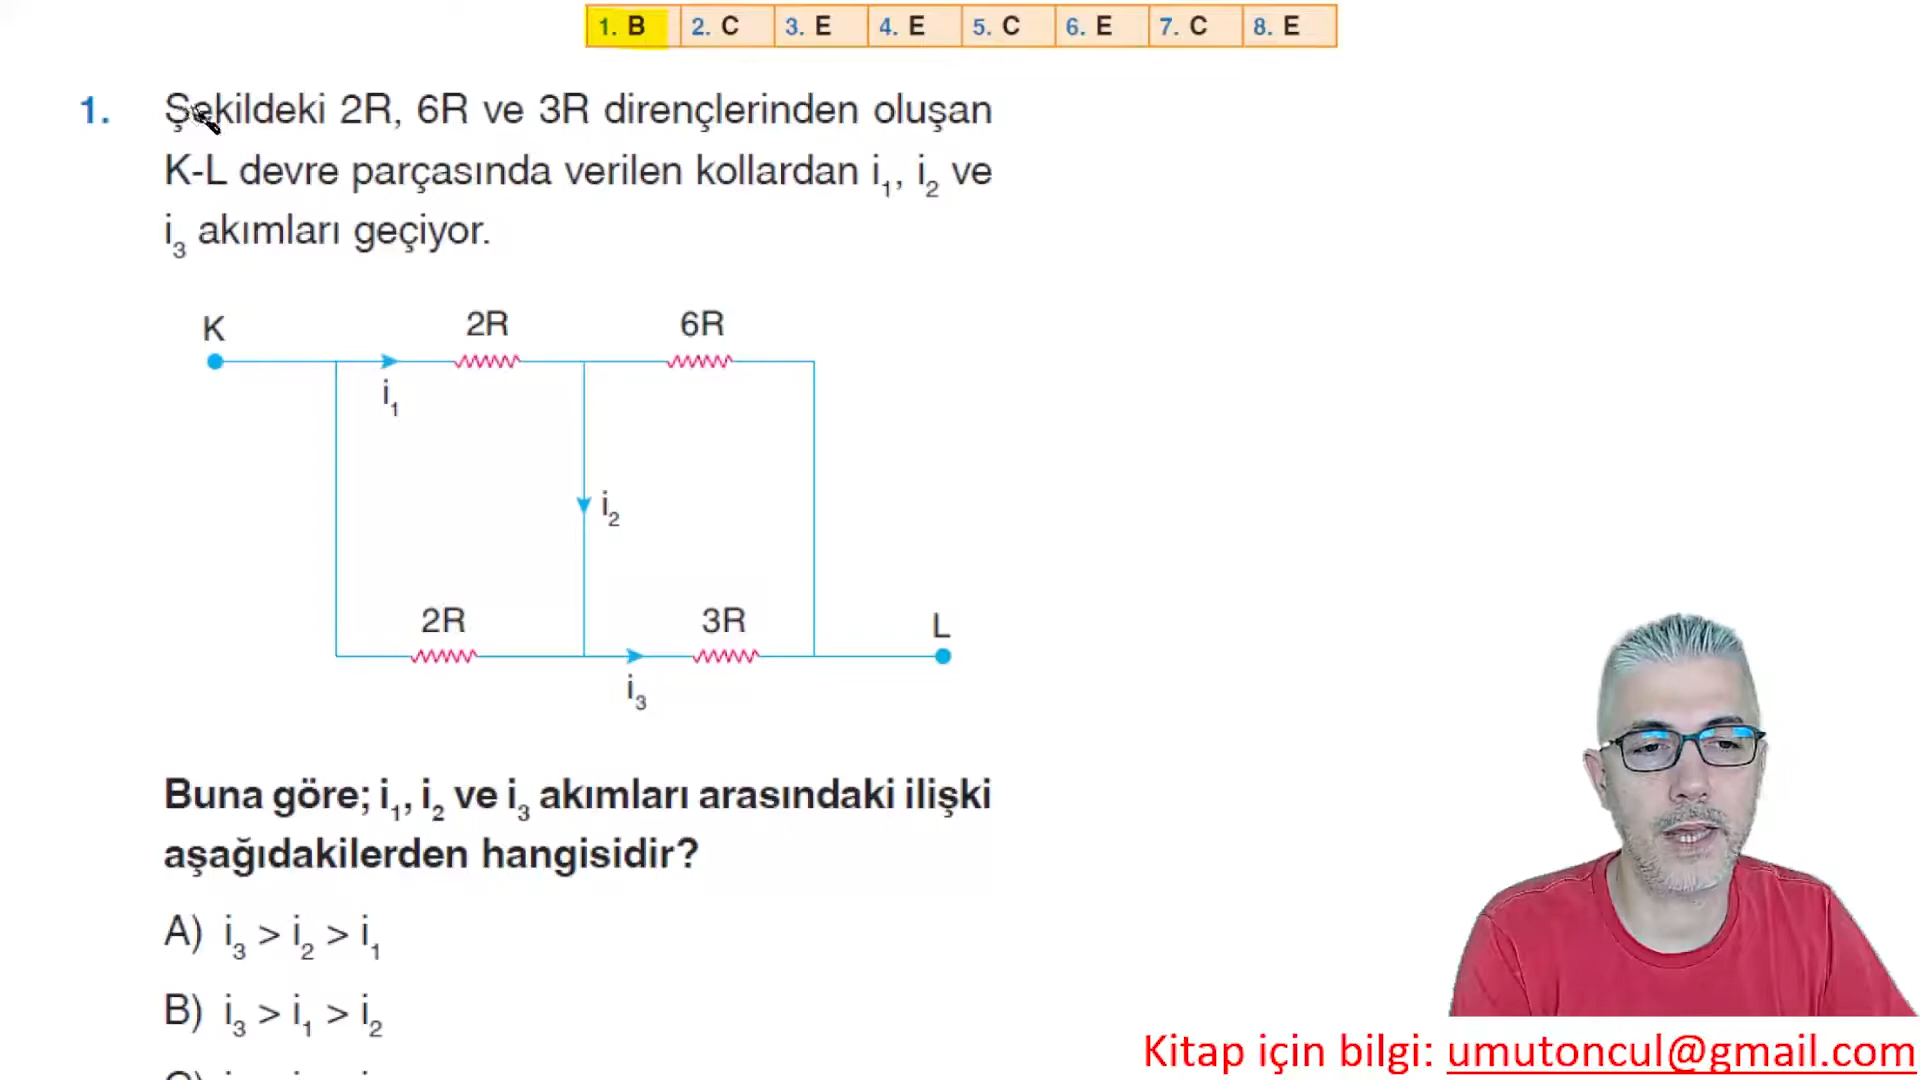 1. B 2. C 3. E 4. E 5. C 6. E 7. C 8. E
1. Şekildeki 2R, 6R ve 3R dirençlerinden oluşan
K-L devre parçasında verilen kollardan i₁, i₂ ve
i₃ akımları geçiyor.
K 2R 6R
i₁
i₂
2R 3R L
i₃
Buna göre; i₁, i₂ ve i₃ akımları arasındaki ilişki
aşağıdakilerden hangisidir?
A) i₃ > i₂ > i₁
B) i₃ > i₁ > i₂
Kitap için bilgi: umutoncul@gmail.com